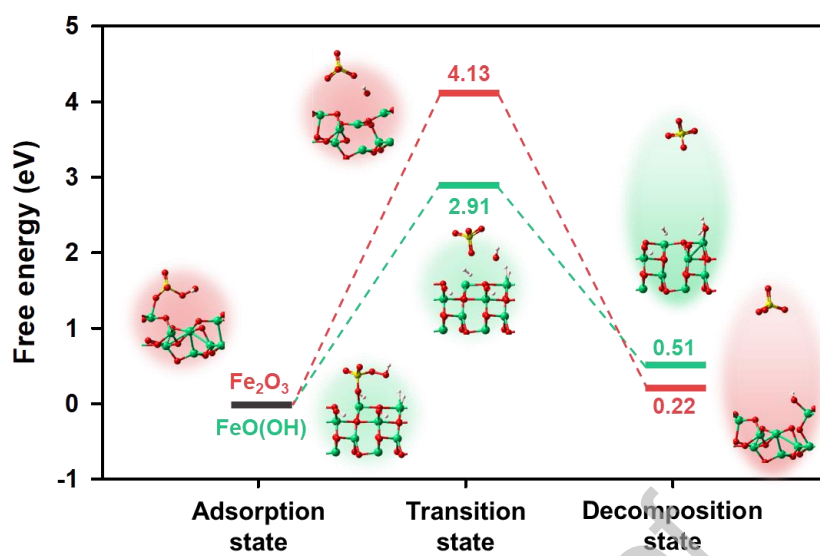 5
4
3
2
1
0
-1
Free energy (eV)
4.13
2.91
0.51
0.22
Fe₂O₃
FeO(OH)
Adsorption
state
Transition
state
Decomposition
state